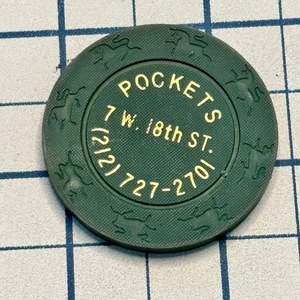 POCKETS
7 W. 18th ST.
(212) 727-2701